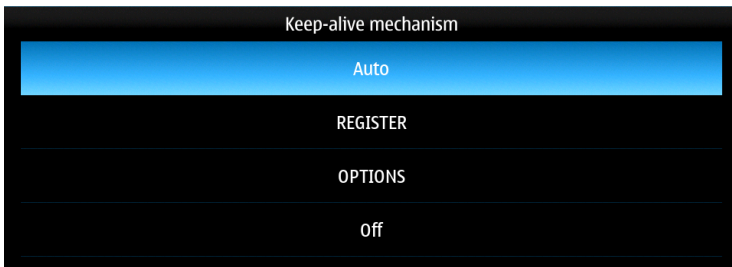 Keep-alive mechanism
Auto
REGISTER
OPTIONS
Off